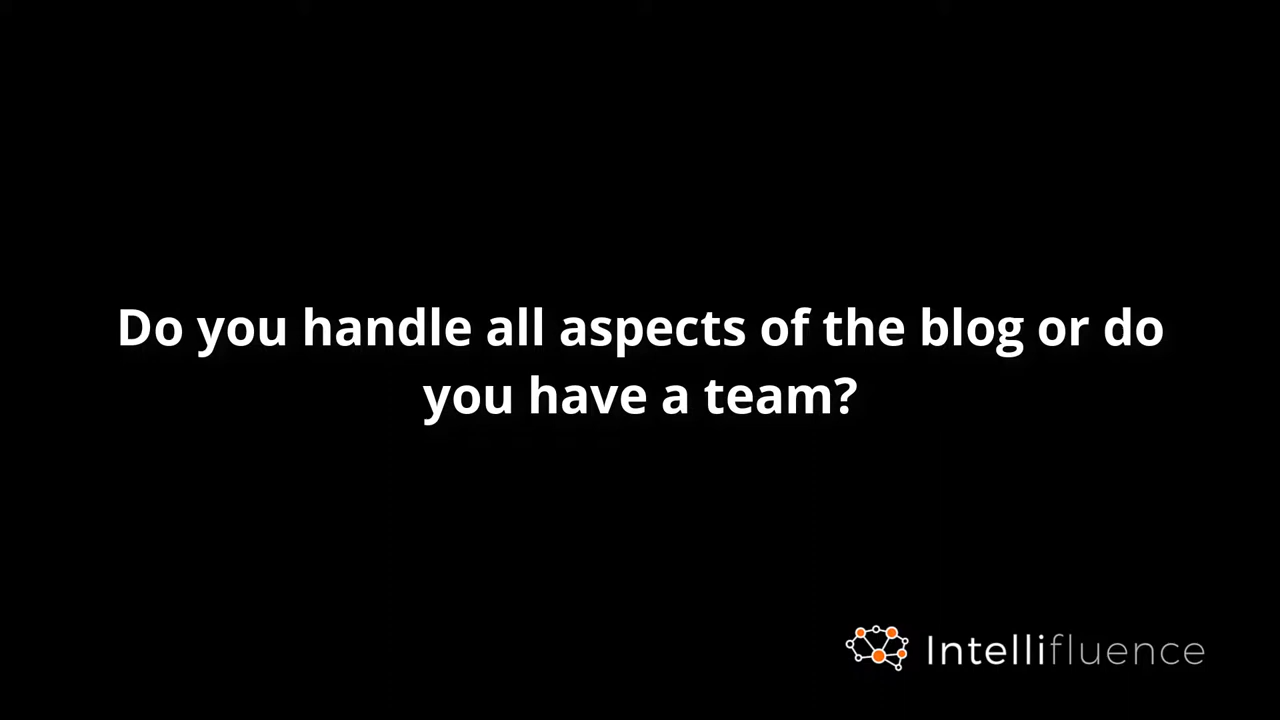 Do you handle all aspects of the blog or do
you have a team?
Intellifluence